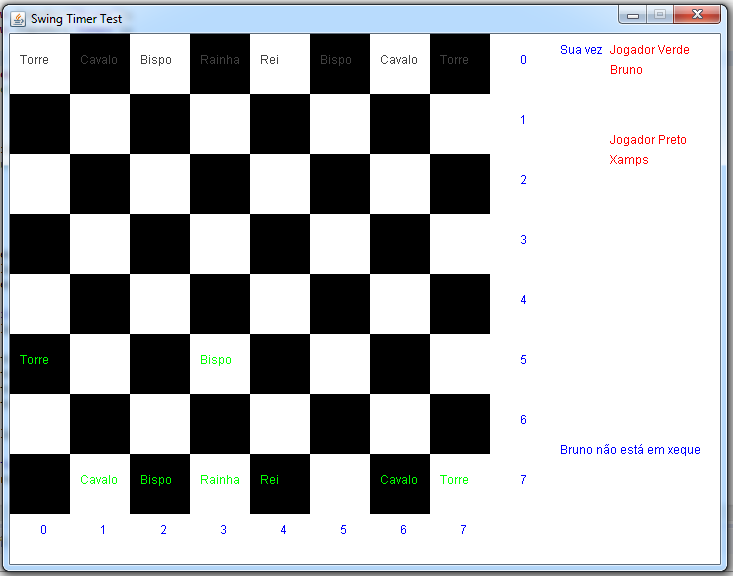 Swing Timer Test
Torre Cavalo Bispo Rainha Rei Bispo Cavalo Torre 0 Sua vez Jogador Verde
Bruno
1
Jogador Preto
Xamps
2
3
4
Torre Bispo 5
6
Bruno não está em xeque
Cavalo Bispo Rainha Rei Cavalo Torre 7
0 1 2 3 4 5 6 7